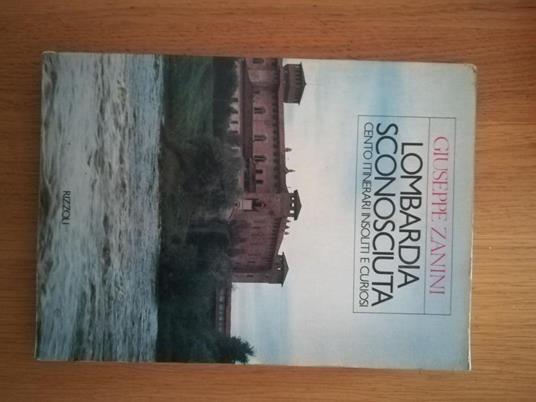 GIUSEPPE ZANINI
LOMBARDIA
SCONOSCIUTA
CENTO ITINERARI INSOLITI E CURIOSI
RIZZOLI